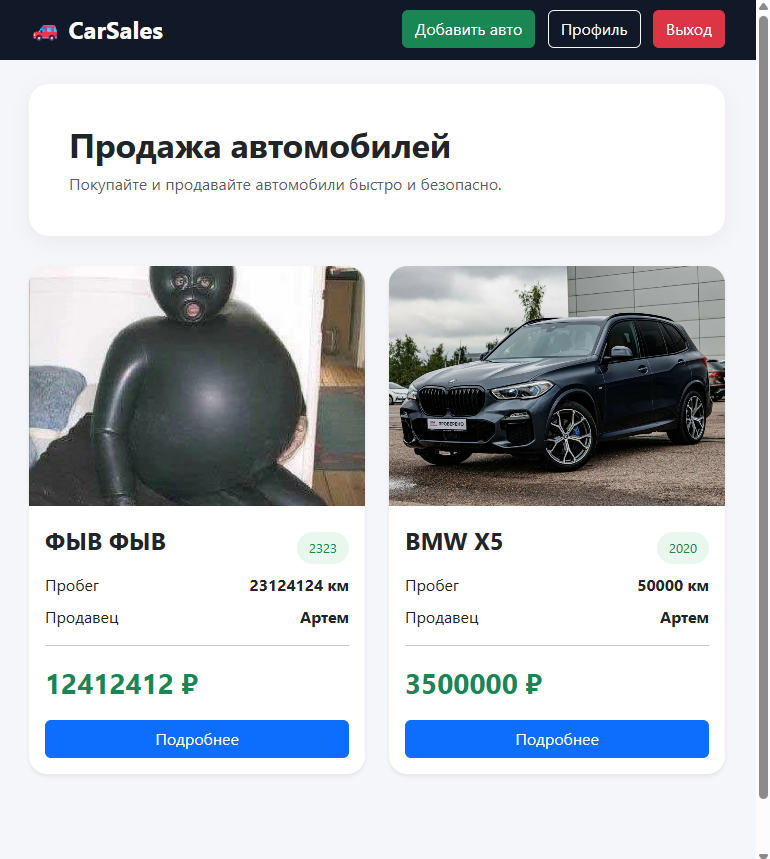 CarSales
Добавить авто
Профиль
Выход
Продажа автомобилей
Покупайте и продавайте автомобили быстро и безопасно.
ФЫВ ФЫВ
2323
Пробег
23124124 км
Продавец
Артем
12412412 ₽
Подробнее
ПРОВЕРЕНО
BMW X5
2020
Пробег
50000 км
Продавец
Артем
3500000 ₽
Подробнее